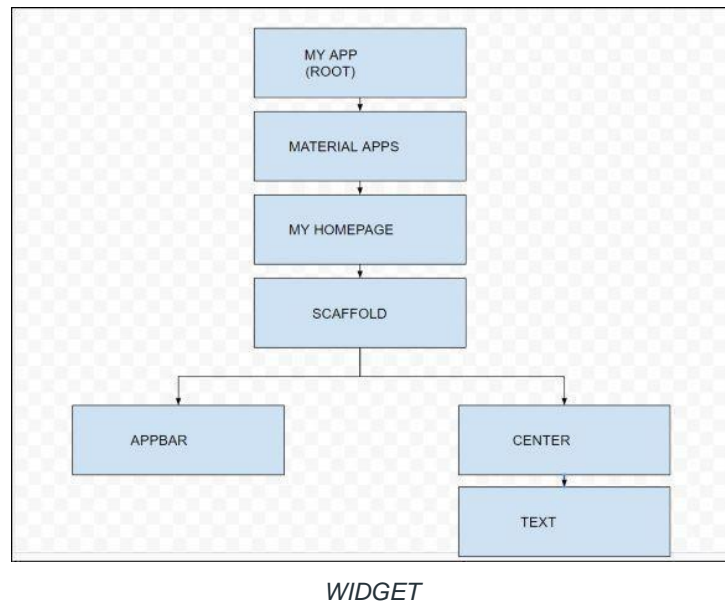 MY APP
(ROOT)
MATERIAL APPS
MY HOMEPAGE
SCAFFOLD
APPBAR
CENTER
TEXT
WIDGET